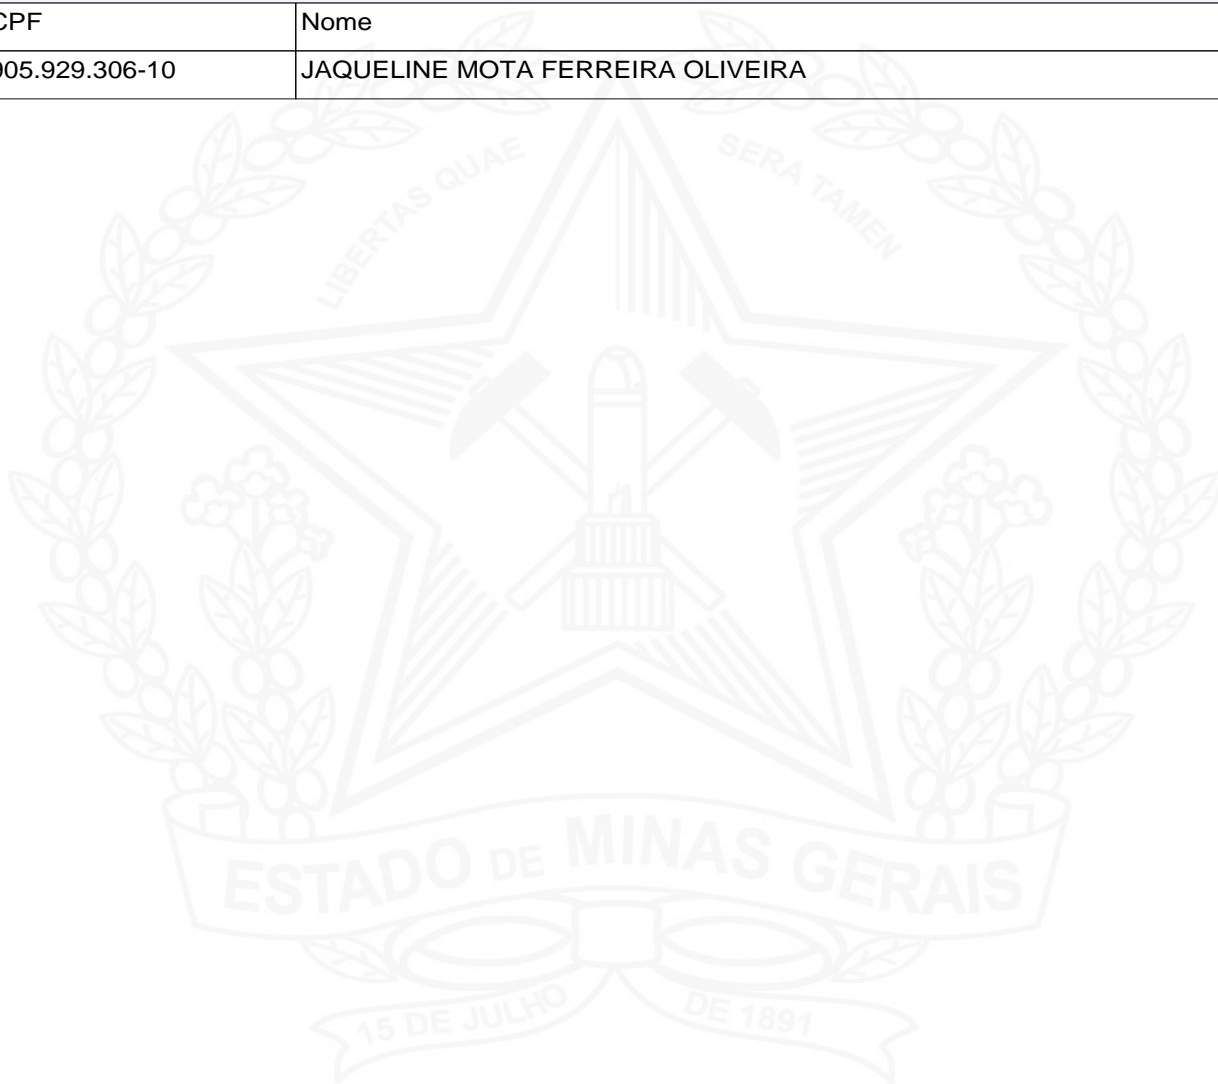 CPF Nome
905.929.306-10 JAQUELINE MOTA FERREIRA OLIVEIRA
LIBERTAS QUAE SERA TAMEN
ESTADO DE MINAS GERAIS
15 DE JULHO DE 1891